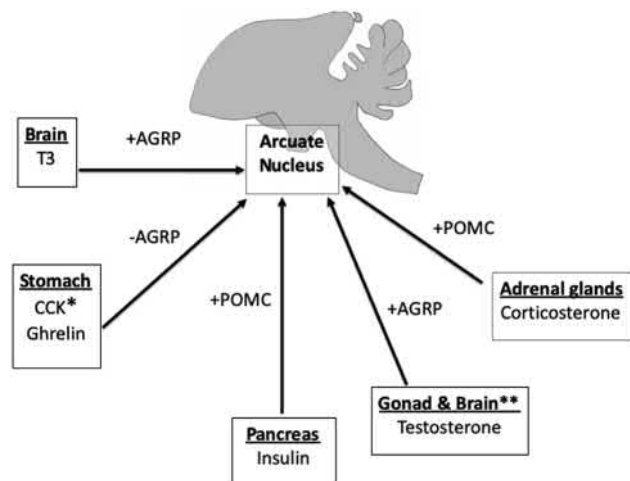 Arcuate
Nucleus
Brain
T3
+AGRP
-AGRP
Stomach
CCK*
Ghrelin
+POMC
Pancreas
Insulin
+AGRP
Gonad & Brain**
Testosterone
+POMC
Adrenal glands
Corticosterone